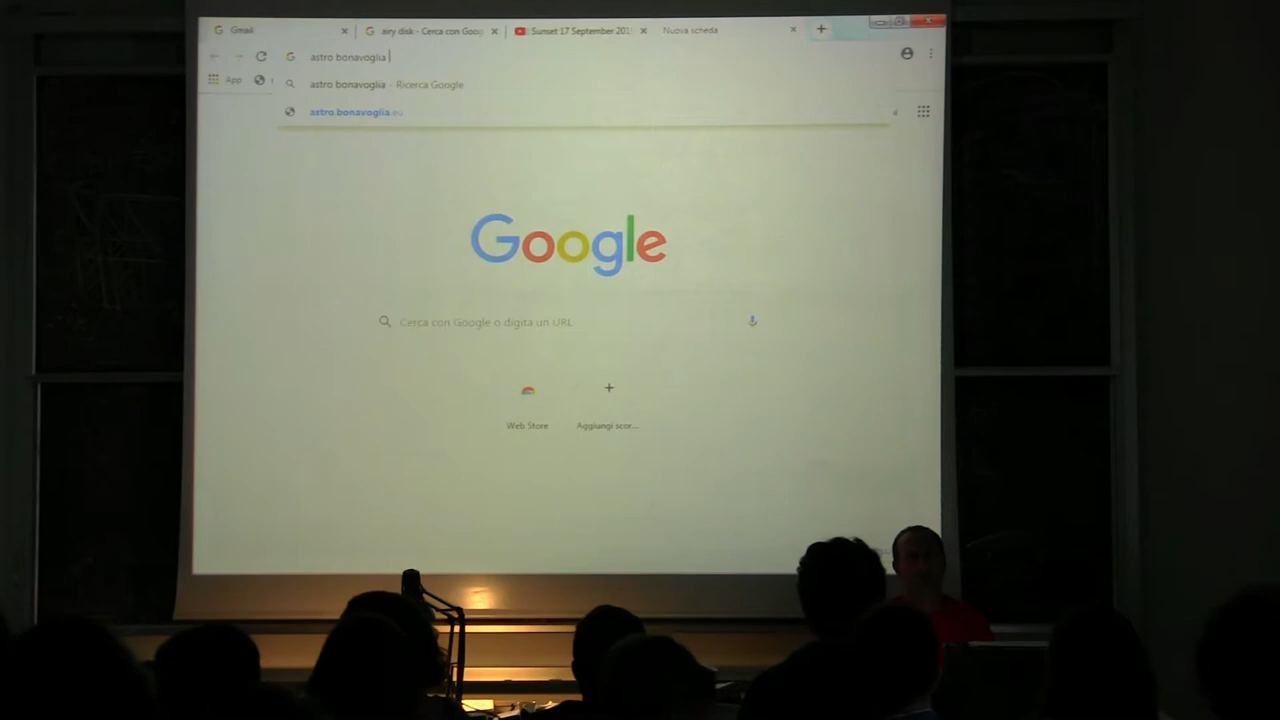 Gmail
airy disk - Cerca con Goog
Sunset 17 September 201
Nuova scheda
astro bonavoglia
App
astro bonavoglia - Ricerca Google
astro.bonavoglia.eu
Google
Cerca con Google o digita un URL
Web Store
Aggiungi scor...